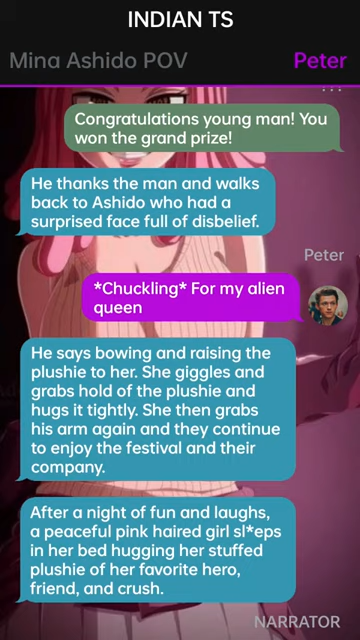 INDIAN TS
Mina Ashido POV
Peter
Congratulations young man! You
won the grand prize!
He thanks the man and walks
back to Ashido who had a
surprised face full of disbelief.
Peter
*Chuckling* For my alien
queen
He says bowing and raising the
plushie to her. She giggles and
grabs hold of the plushie and
hugs it tightly. She then grabs
his arm again and they continue
to enjoy the festival and their
company.
After a night of fun and laughs,
a peaceful pink haired girl sl*eps
in her bed hugging her stuffed
plushie of her favorite hero,
friend, and crush.
NARRATOR